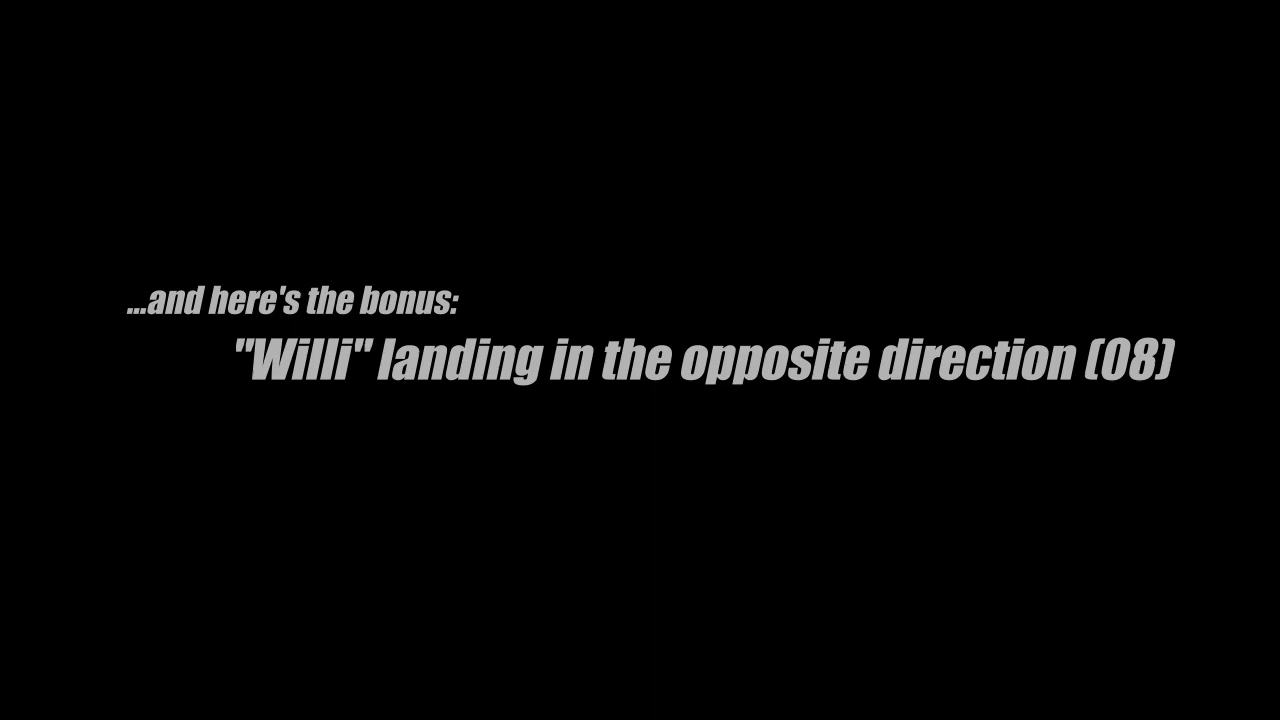 ...and here's the bonus:
"Willi" landing in the opposite direction (08)